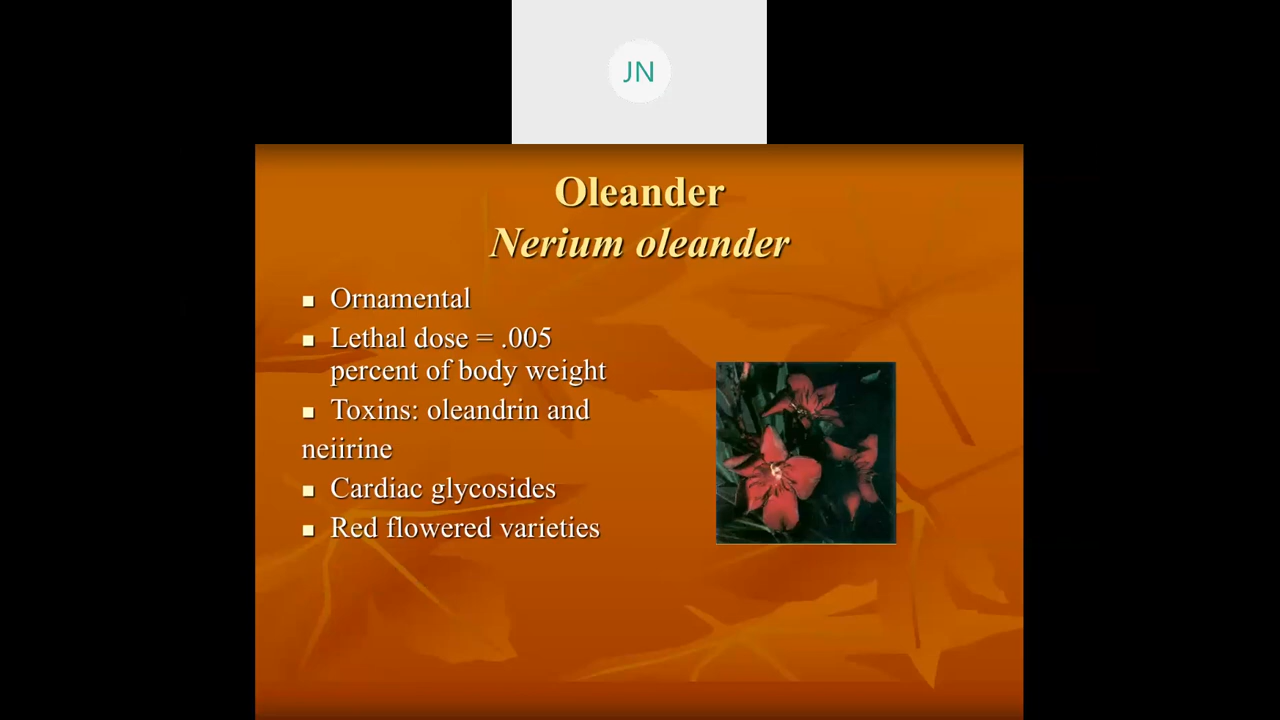 JN
Oleander
Nerium oleander
Ornamental
Lethal dose = .005
percent of body weight
Toxins: oleandrin and
neiirine
Cardiac glycosides
Red flowered varieties